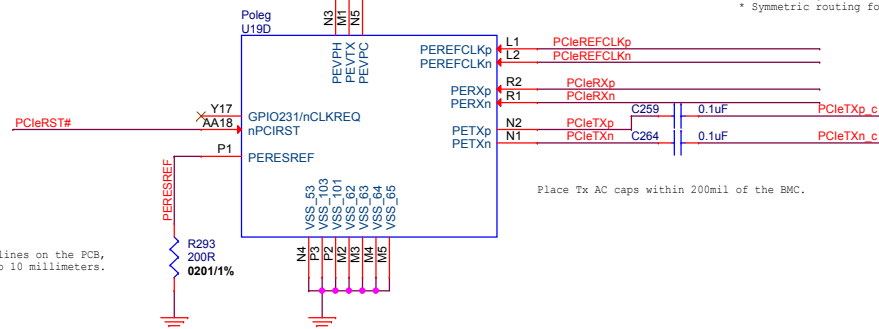 * Symmetric routing fo
Poleg
U19D
N3
M1
N5
PEVPH
PEVTX
PEVPC
PEREFCLKp
L1
PCIeREFCLKp
PEREFCLKn
L2
PCIeREFCLKn
PERXp
R2
PCIeRXp
PERXn
R1
PCIeRXn
Y17
GPIO231/nCLKREQ
C259
0.1uF
PCIeTXp_c
PCIeRST#
AA18
nPCIRST
PETXp
N2
PCIeTXp
PETXn
N1
PCIeTXn
C264
0.1uF
PCIeTXn_c
P1
PERESREF
PERESREF
VSS_53
VSS_103
VSS_101
VSS_62
VSS_63
VSS_64
VSS_65
Place Tx AC caps within 200mil of the BMC.
N4
P3
P2
M2
M3
M4
M5
R293
200R
0201/1%
lines on the PCB,
o 10 millimeters.